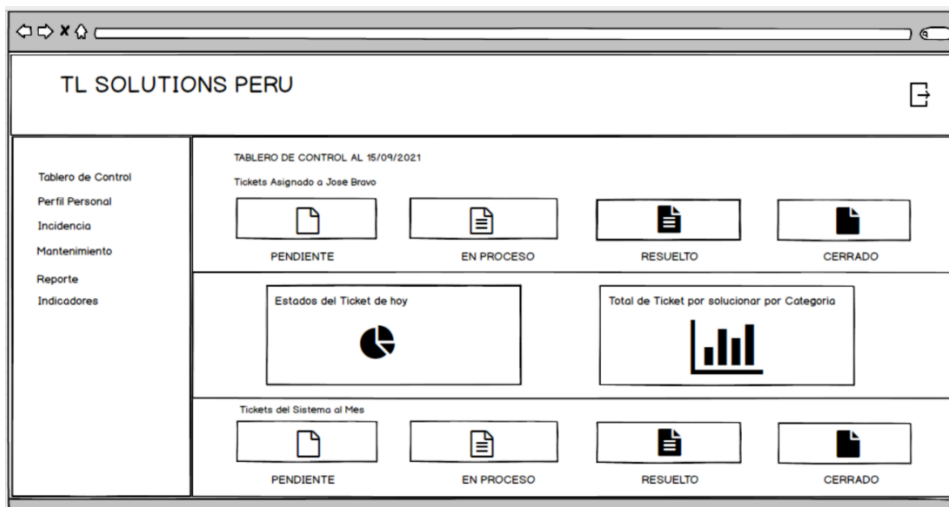 TL SOLUTIONS PERU
Tablero de Control
Perfil Personal
Incidencia
Mantenimiento
Reporte
Indicadores
TABLERO DE CONTROL AL 15/09/2021
Tickets Asignado a Jose Bravo
PENDIENTE
EN PROCESO
RESUELTO
CERRADO
Estados del Ticket de hoy
Total de Ticket por solucionar por Categoria
Tickets del Sistema al Mes
PENDIENTE
EN PROCESO
RESUELTO
CERRADO